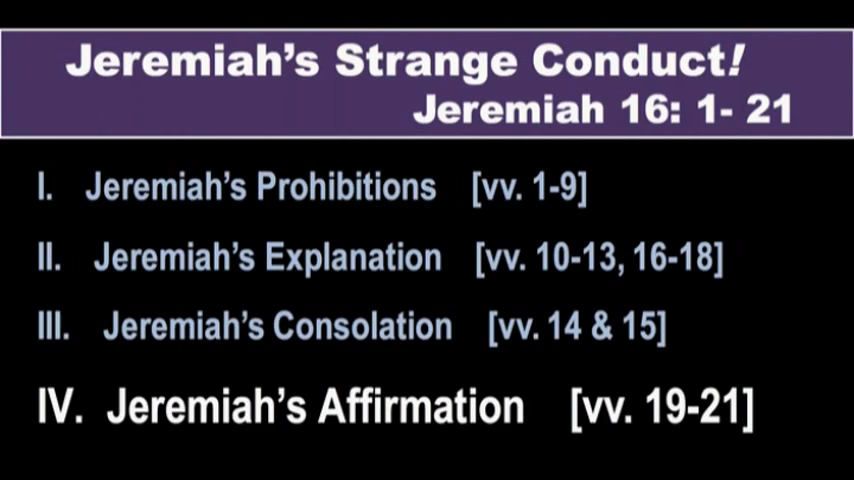 Jeremiah's Strange Conduct!
Jeremiah 16: 1- 21
I. Jeremiah's Prohibitions [vv. 1-9]
II. Jeremiah's Explanation [vv. 10-13, 16-18]
III. Jeremiah's Consolation [vv. 14 & 15]
IV. Jeremiah's Affirmation [vv. 19-21]